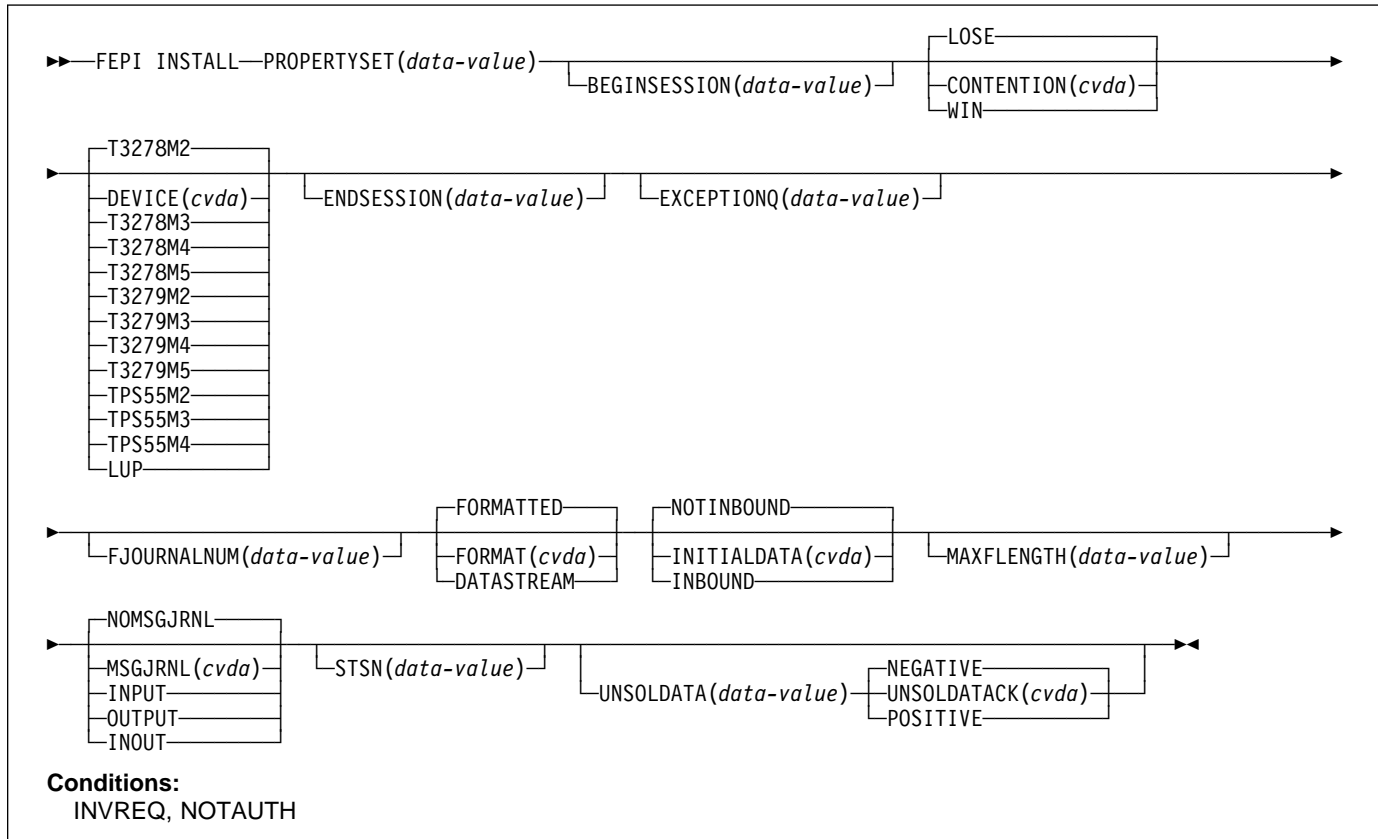 LOSE
FEPI INSTALL PROPERTYSET(data-value)
BEGINSESSION(data-value) CONTENTION(cvda)
WIN
T3278M2
DEVICE(cvda) ENDSESSION(data-value) EXCEPTIONQ(data-value)
T3278M3
T3278M4
T3278M5
T3279M2
T3279M3
T3279M4
T3279M5
TPS55M2
TPS55M3
TPS55M4
LUP
FORMATTED NOTINBOUND
FJOURNALNUM(data-value) FORMAT(cvda) INITIALDATA(cvda) MAXFLENGTH(data-value)
DATASTREAM INBOUND
NOMSGJRNL
MSGJRNL(cvda) STSN(data-value) NEGATIVE
INPUT UNSOLDATA(data-value) UNSOLDATACK(cvda)
OUTPUT POSITIVE
INOUT
Conditions:
INVREQ, NOTAUTH